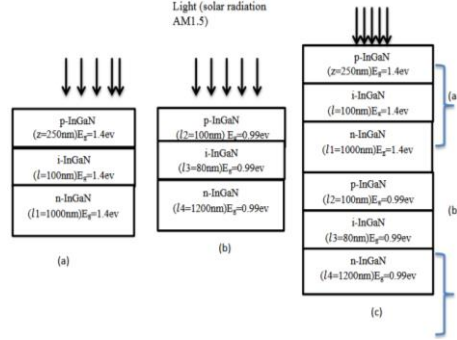 Light (solar radiation
AM1.5)
p-InGaN
(z=250nm)Eg=1.4ev
i-InGaN
(l=100nm)Eg=1.4ev
n-InGaN
(l1=1000nm)Eg=1.4ev
(a)
p-InGaN
(l2=100nm) Eg=0.99ev
i-InGaN
(l3=80nm)Eg=0.99ev
n-InGaN
(l4=1200nm)Eg=0.99ev
(b)
p-InGaN
(z=250nm)Eg=1.4ev
i-InGaN
(l=100nm)Eg=1.4ev
n-InGaN
(l1=1000nm)Eg=1.4ev
p-InGaN
(l2=100nm)Eg=0.99ev
i-InGaN
(l3=80nm)Eg=0.99ev
n-InGaN
(l4=1200nm)Eg=0.99ev
(c)
(a
(b